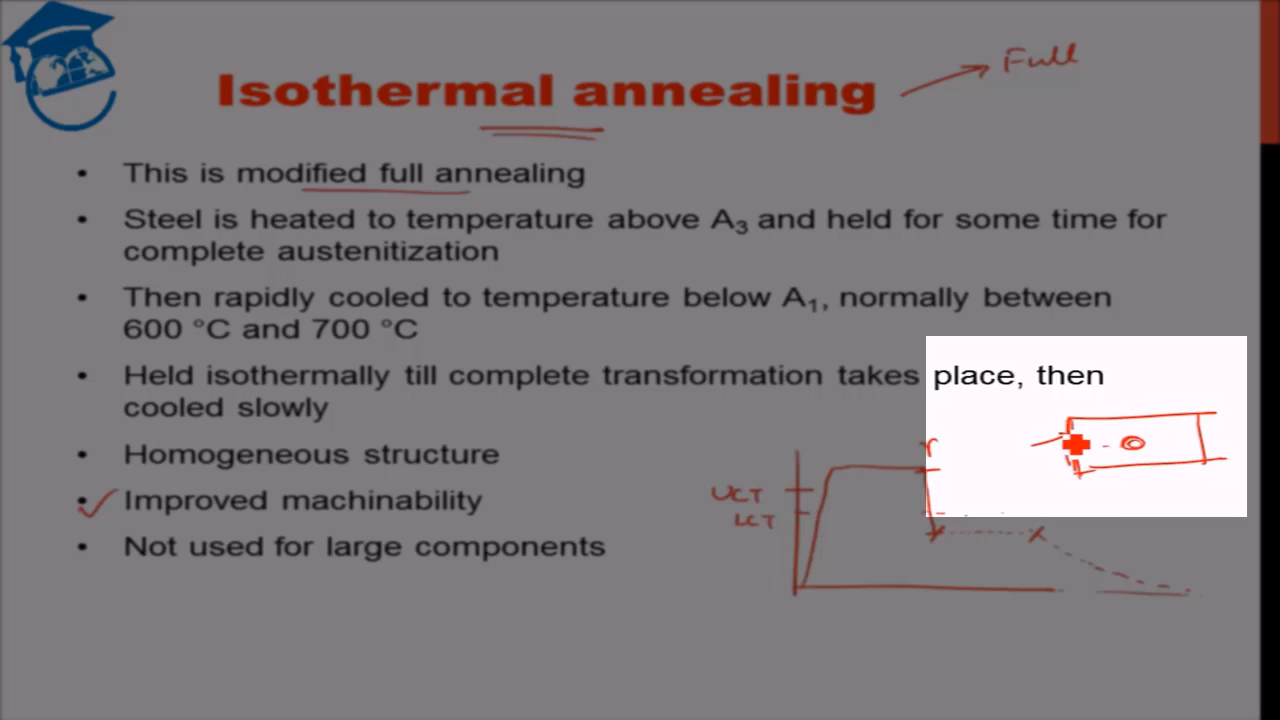 Isothermal annealing
Full
• This is modified full annealing
• Steel is heated to temperature above A₃ and held for some time for
complete austenitization
• Then rapidly cooled to temperature below A₁, normally between
600 °C and 700 °C
• Held isothermally till complete transformation takes place, then
cooled slowly
• Homogeneous structure
• Improved machinability
• Not used for large components
UCT
LCT